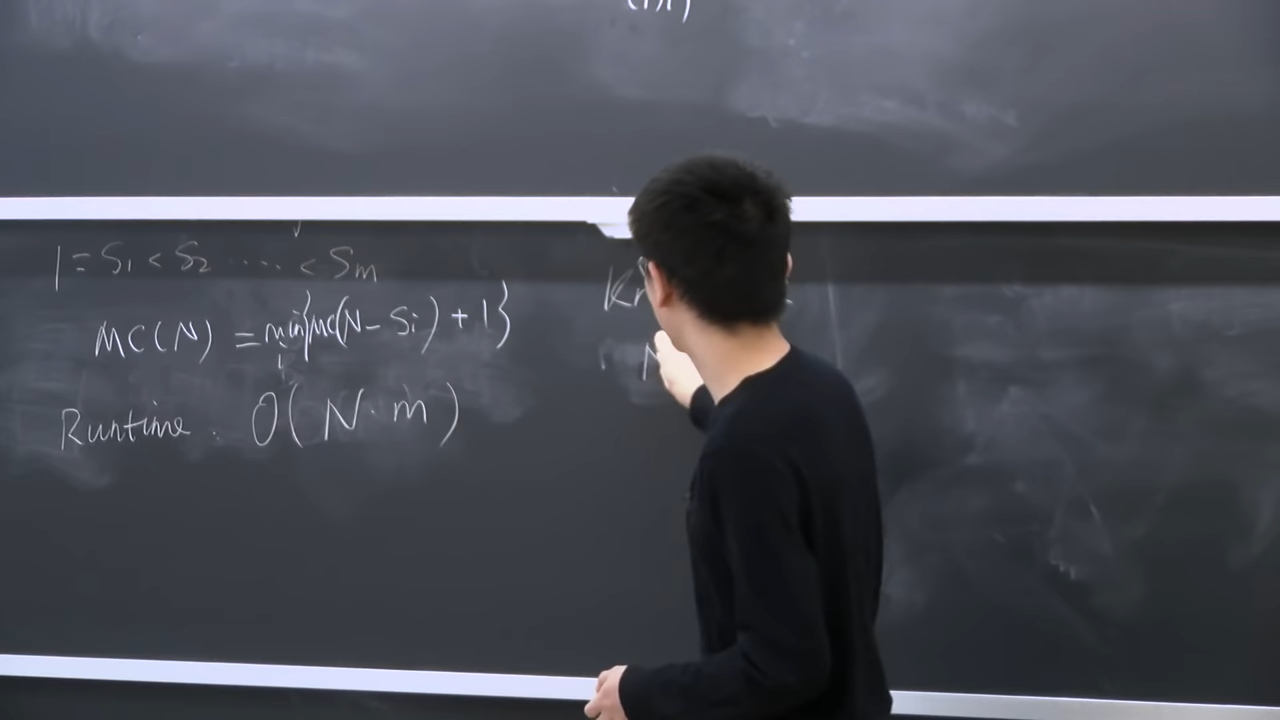 1 = S₁ < S₂ .... < Sm
MC(N) = min{MC(N - Si) + 1}
i
Runtime. O(N·m)